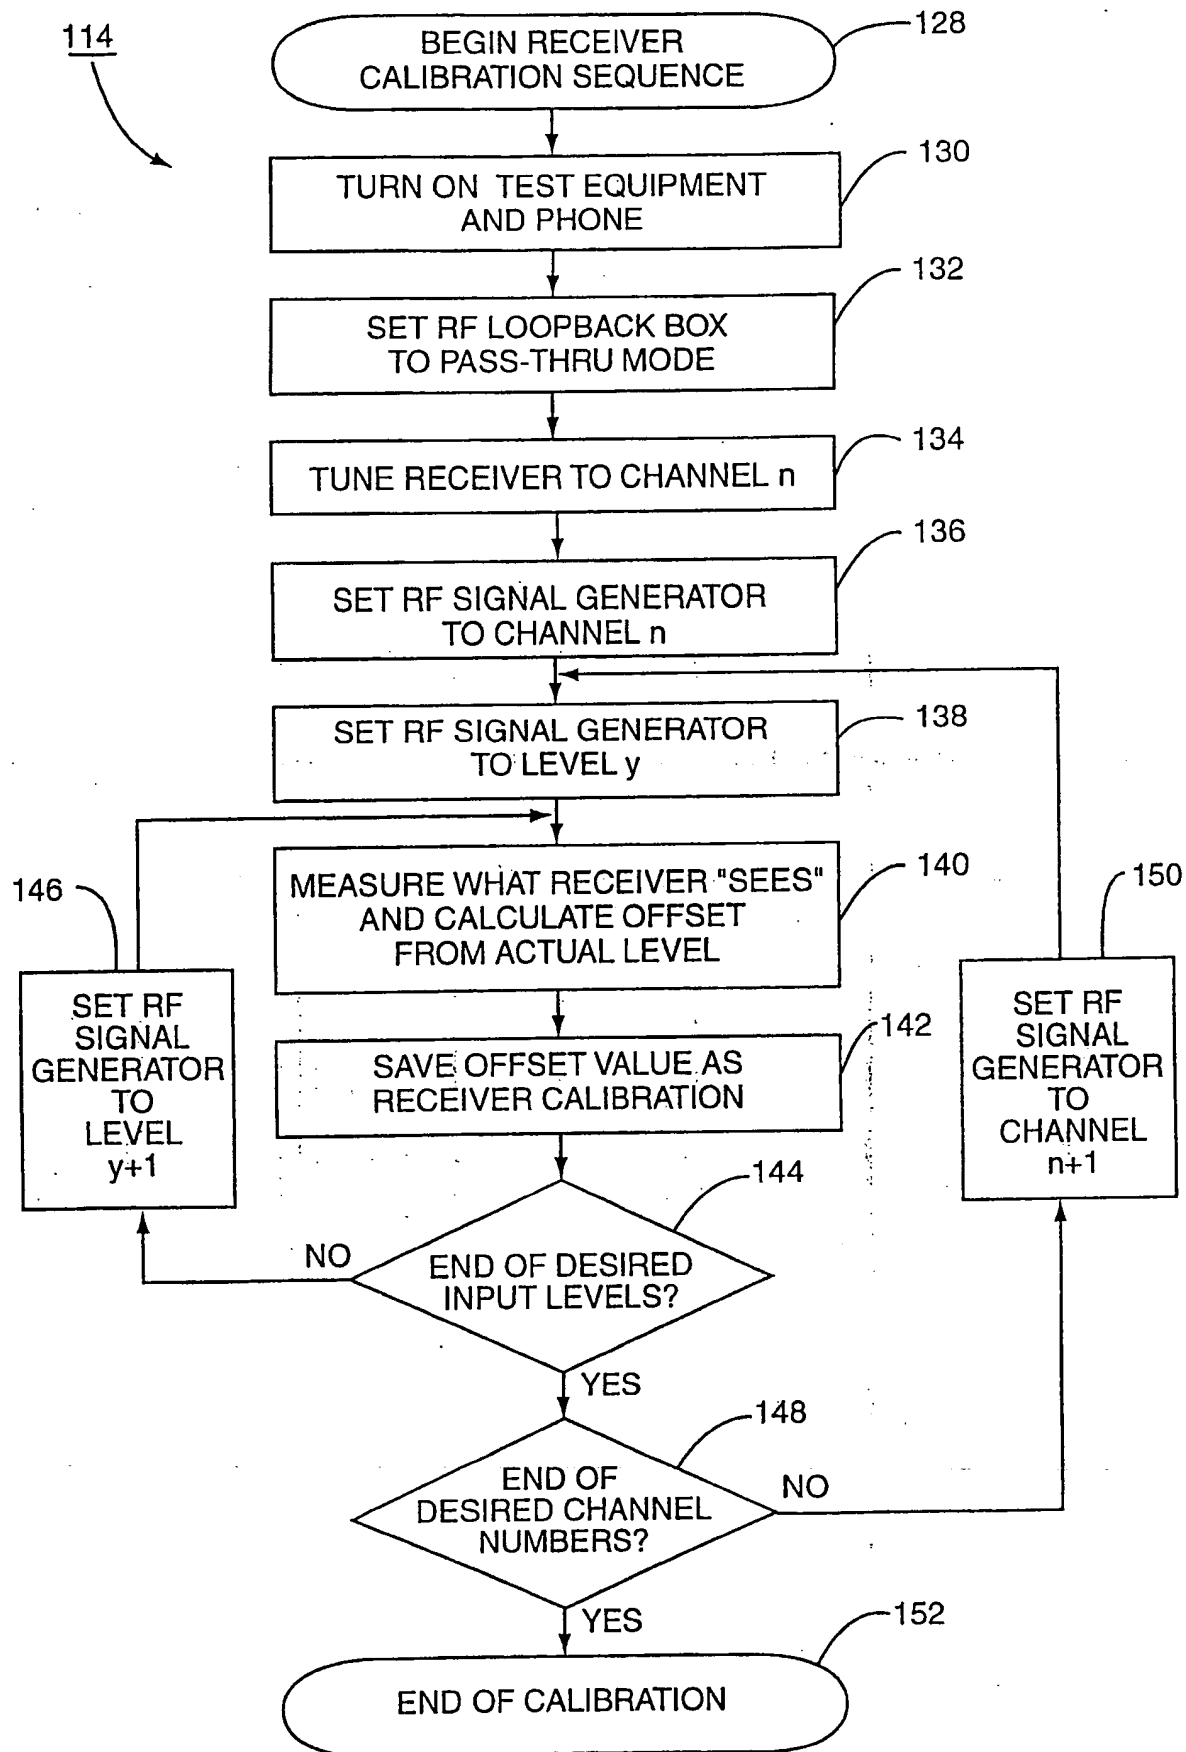 114
BEGIN RECEIVER
CALIBRATION SEQUENCE
128
TURN ON TEST EQUIPMENT
AND PHONE
130
SET RF LOOPBACK BOX
TO PASS-THRU MODE
132
TUNE RECEIVER TO CHANNEL n
134
SET RF SIGNAL GENERATOR
TO CHANNEL n
136
SET RF SIGNAL GENERATOR
TO LEVEL y
138
MEASURE WHAT RECEIVER "SEES"
AND CALCULATE OFFSET
FROM ACTUAL LEVEL
140
146
SET RF
SIGNAL
GENERATOR
TO
LEVEL
y+1
150
SET RF
SIGNAL
GENERATOR
TO
CHANNEL
n+1
SAVE OFFSET VALUE AS
RECEIVER CALIBRATION
142
END OF DESIRED
INPUT LEVELS?
144
NO
YES
END OF
DESIRED CHANNEL
NUMBERS?
148
NO
YES
END OF CALIBRATION
152